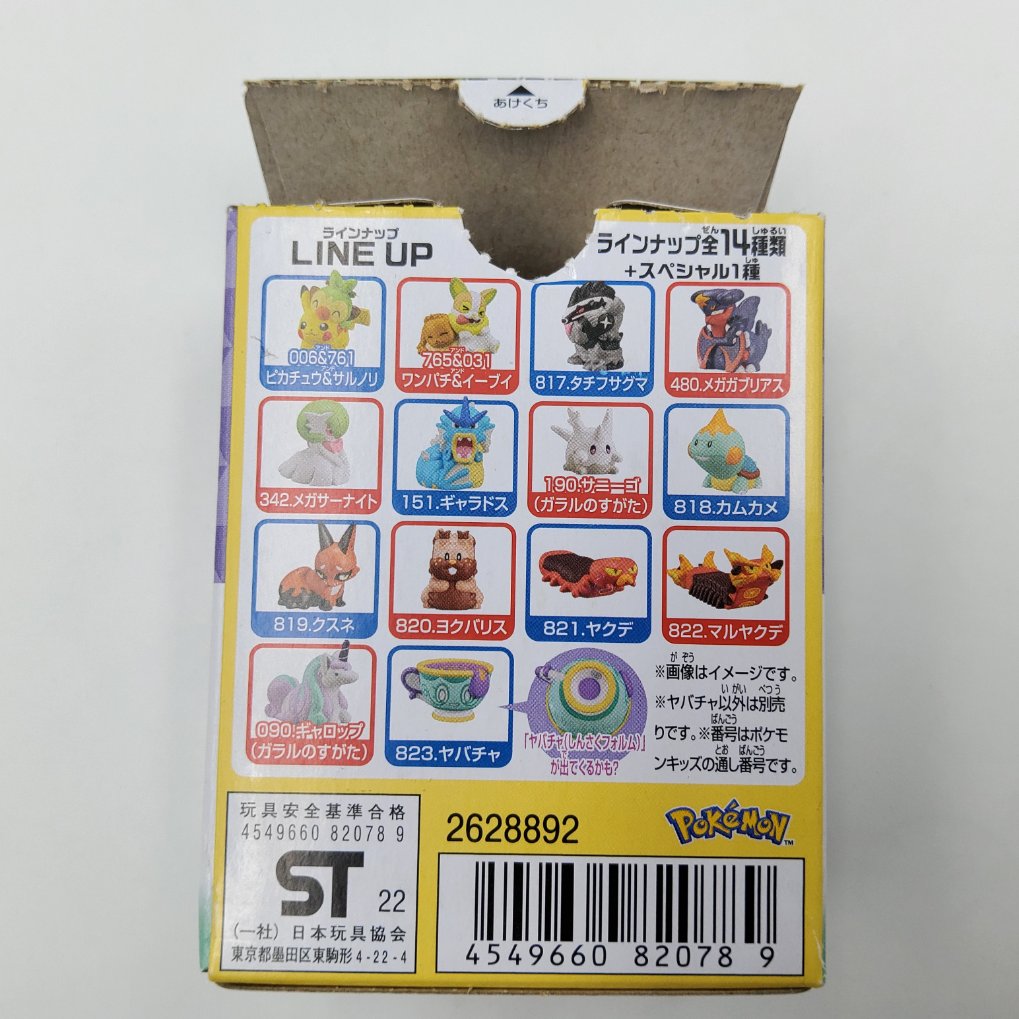 あけくち
ラインナップ
LINE UP
ラインナップ全14種類
+スペシャル1種
006&761
ピカチュウ&サルノリ
765&031
ワンパチ&イーブイ
817.タチフサグマ
480.メガガブリアス
342.メガサーナイト
151.ギャラドス
190.サニーゴ
(ガラルのすがた)
818.カムカメ
819.クスネ
820.ヨクバリス
821.ヤクデ
822.マルヤクデ
090.ギャロップ
(ガラルのすがた)
823.ヤバチャ
「ヤバチャ(しんさくフォルム)」
が出てくるかも?
※画像はイメージです。
※ヤバチャ以外は別売
りです。※番号はポケモ
ンキッズの通し番号です。
玩具安全基準合格
4549660 82078 9
ST 22
(一社)日本玩具協会
東京都墨田区東駒形4-22-4
2628892
POKéMON™
4549660 82078 9